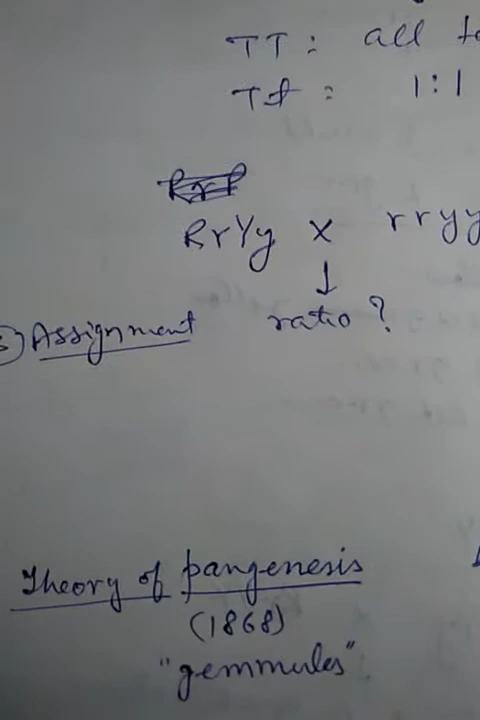 TT : all
Tt : 1:1
RrYy x rryy
↓
Assignment ratio ?
Theory of pangenesis
(1868)
"gemmules"